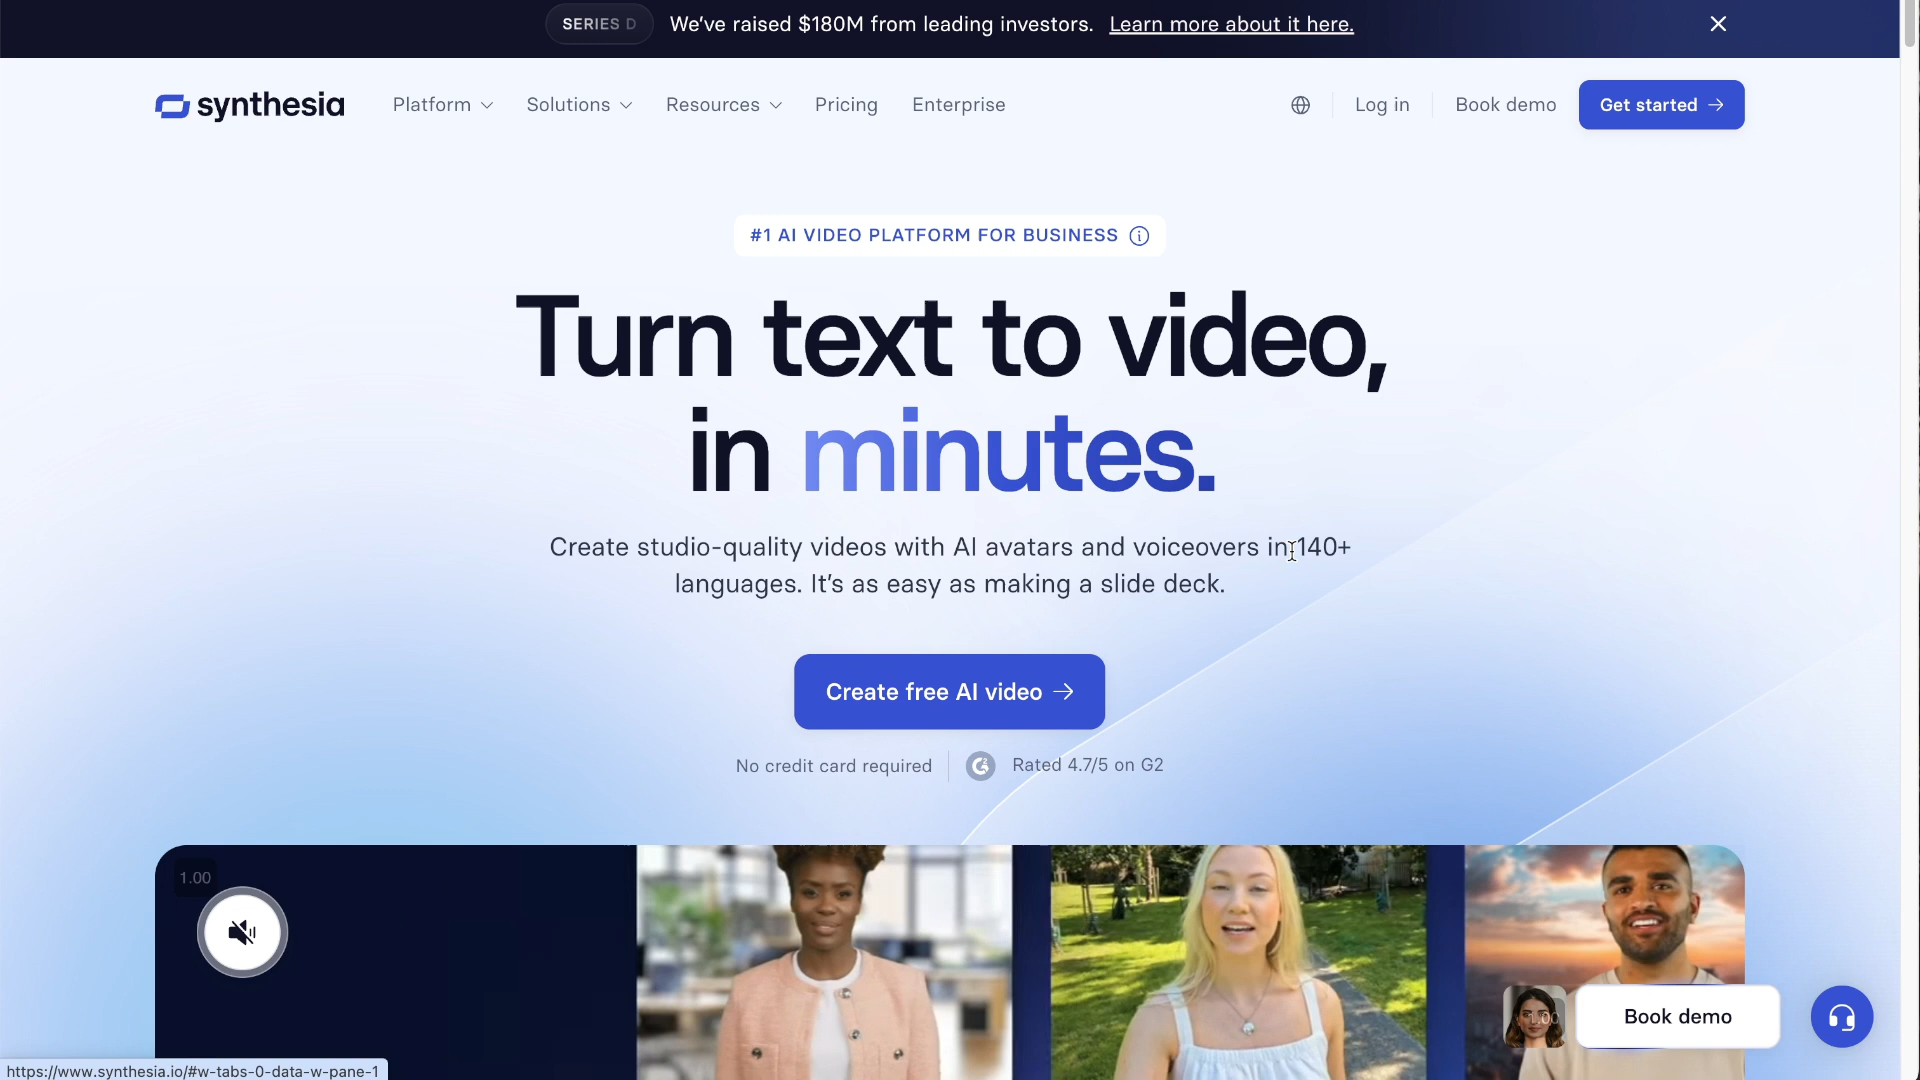 SERIES D We've raised $180M from leading investors. Learn more about it here.
synthesia Platform Solutions Resources Pricing Enterprise Log in Book demo Get started
#1 AI VIDEO PLATFORM FOR BUSINESS
Turn text to video,
in minutes.
Create studio-quality videos with AI avatars and voiceovers in 140+
languages. It's as easy as making a slide deck.
Create free AI video
No credit card required Rated 4.7/5 on G2
1.00
1.00 Book demo
https://www.synthesia.io/#w-tabs-0-data-w-pane-1